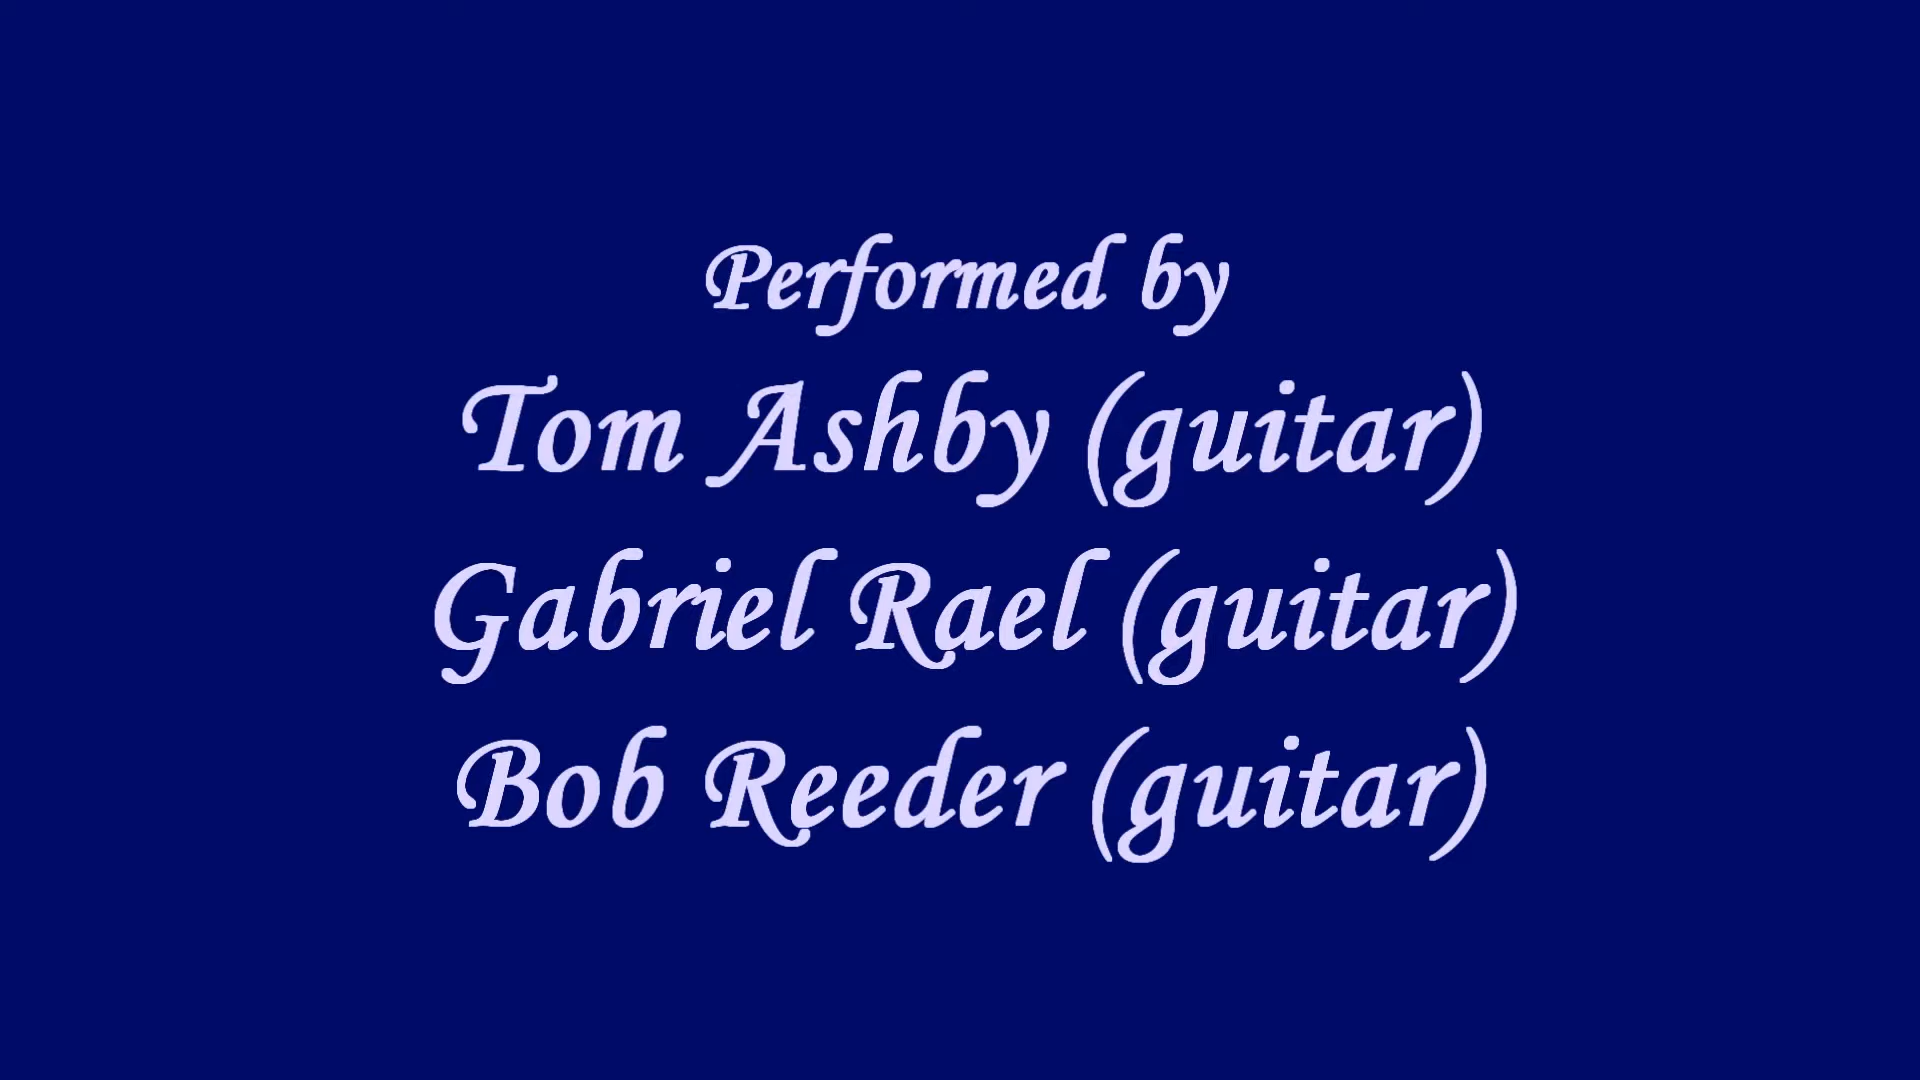 Performed by
Tom Ashby (guitar)
Gabriel Rael (guitar)
Bob Reeder (guitar)